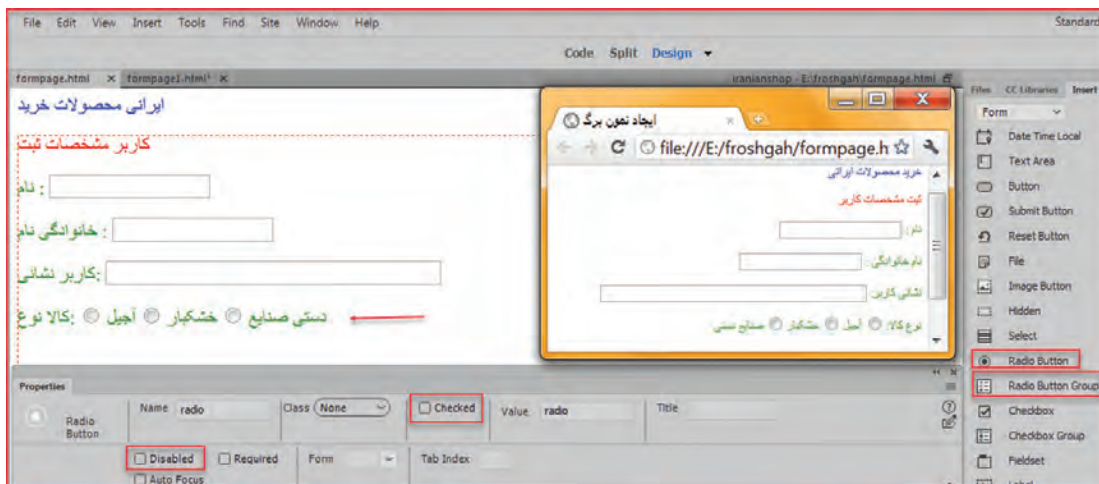 File Edit View Insert Tools Find Site Window Help Standard
Code Split Design
formpage.html × formpage1.html* × iranianshop - E:\froshgah\formpage.html
ایرانی محصولات خرید
کاربر مشخصات ثبت
نام :
خانوادگی نام :
کاربر نشانی:
دستی صنایع خشکبار آجیل :کالا نوع
ایجاد نمون برگ ×
file:///E:/froshgah/formpage.h
خرید محصولات ایرانی
ثبت مشخصات کاربر
نام :
نام خانوادگی :
نشانی کاربر:
نوع کالا: آجیل خشکبار صنایع دستی
Files CC Libraries Insert
Form
Date Time Local
Text Area
Button
Submit Button
Reset Button
File
Image Button
Hidden
Select
Radio Button
Radio Button Group
Checkbox
Checkbox Group
Fieldset
Label
Properties
Radio Button
Name rado Class None Checked Value rado Title
Disabled Required Form Tab Index
Auto Focus